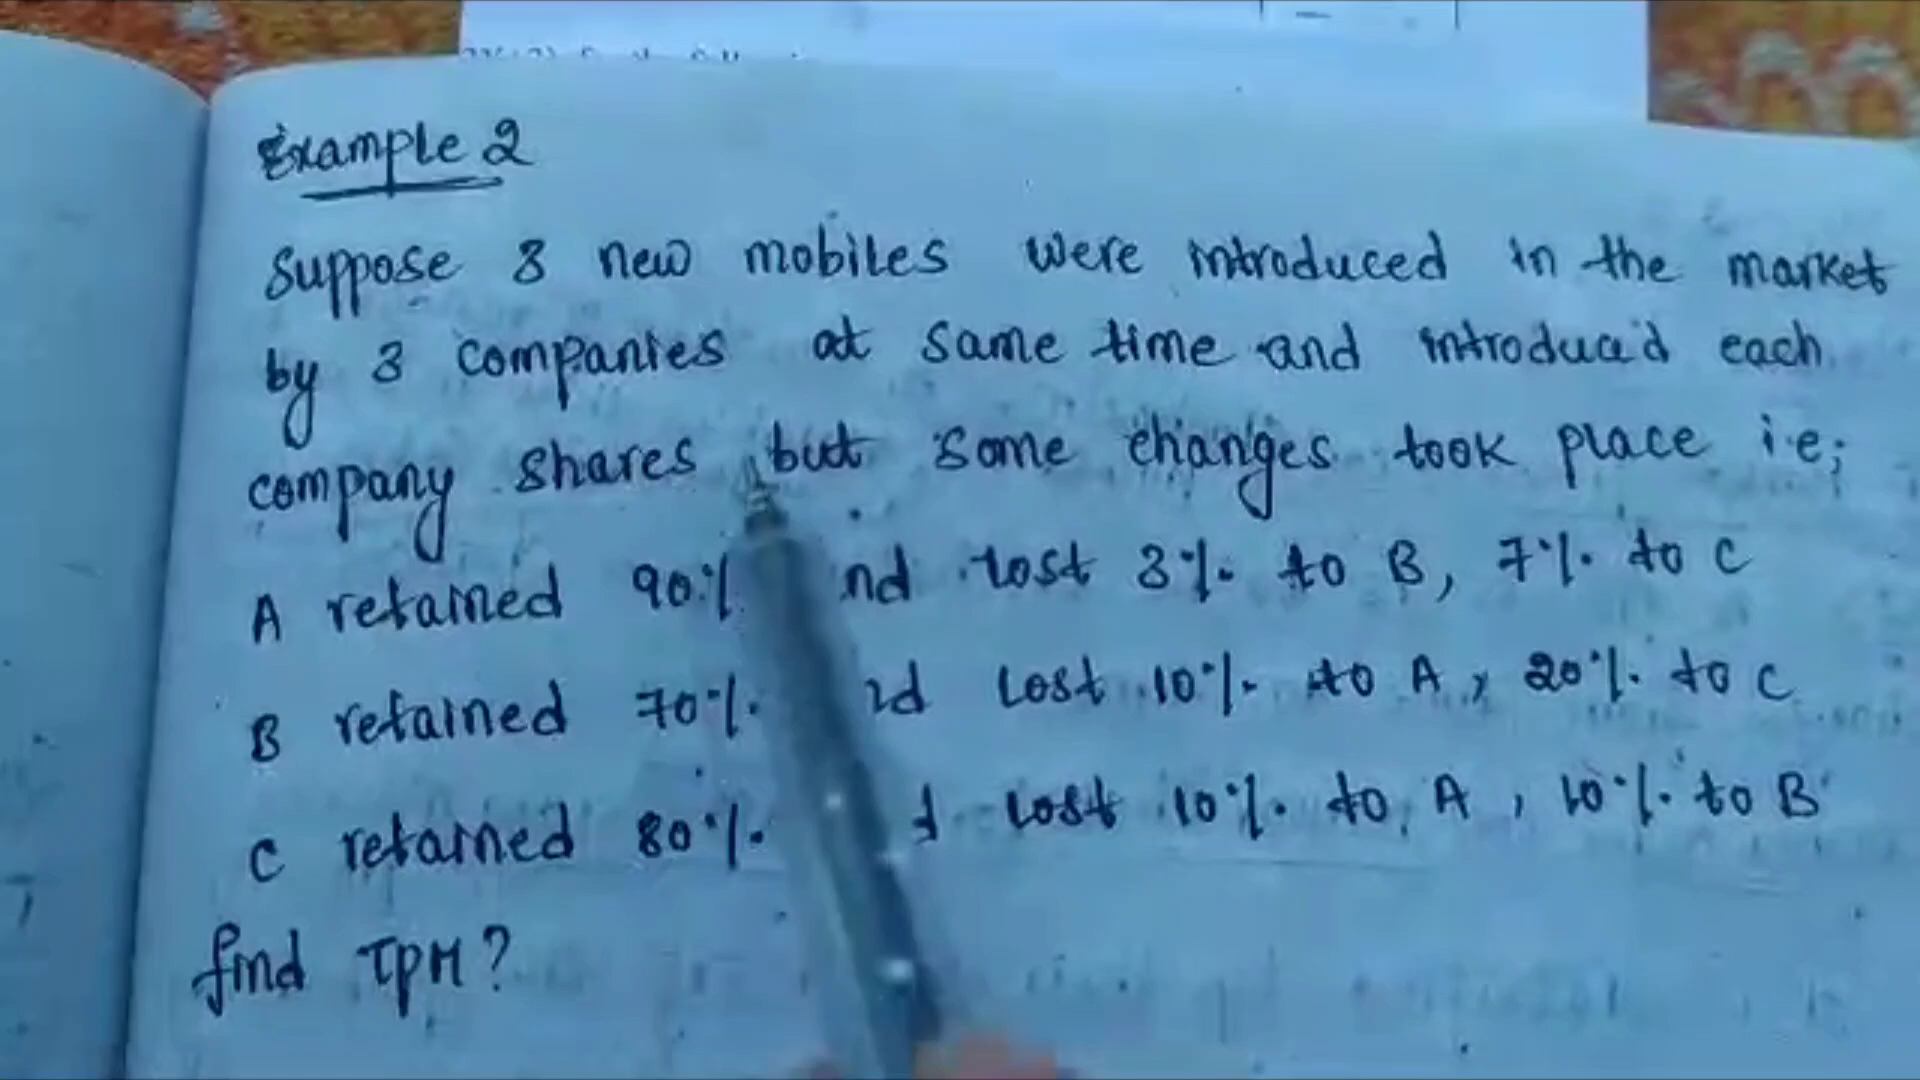 Example 2
Suppose 3 new mobiles were introduced in the market
by 3 companies at same time and introduced each
company shares but some changes took place i.e;
A retained 90% nd lost 3% to B, 7% to C
B retained 70% lost 10% to A, 20% to C
C retained 80% d lost 10% to A, 10% to B
find TPM?